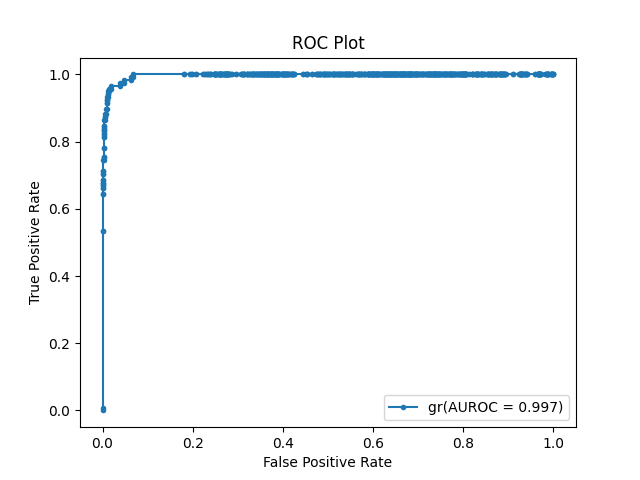 ROC Plot
1.0
0.8
0.6
0.4
0.2
0.0
True Positive Rate
gr(AUROC = 0.997)
0.0 0.2 0.4 0.6 0.8 1.0
False Positive Rate